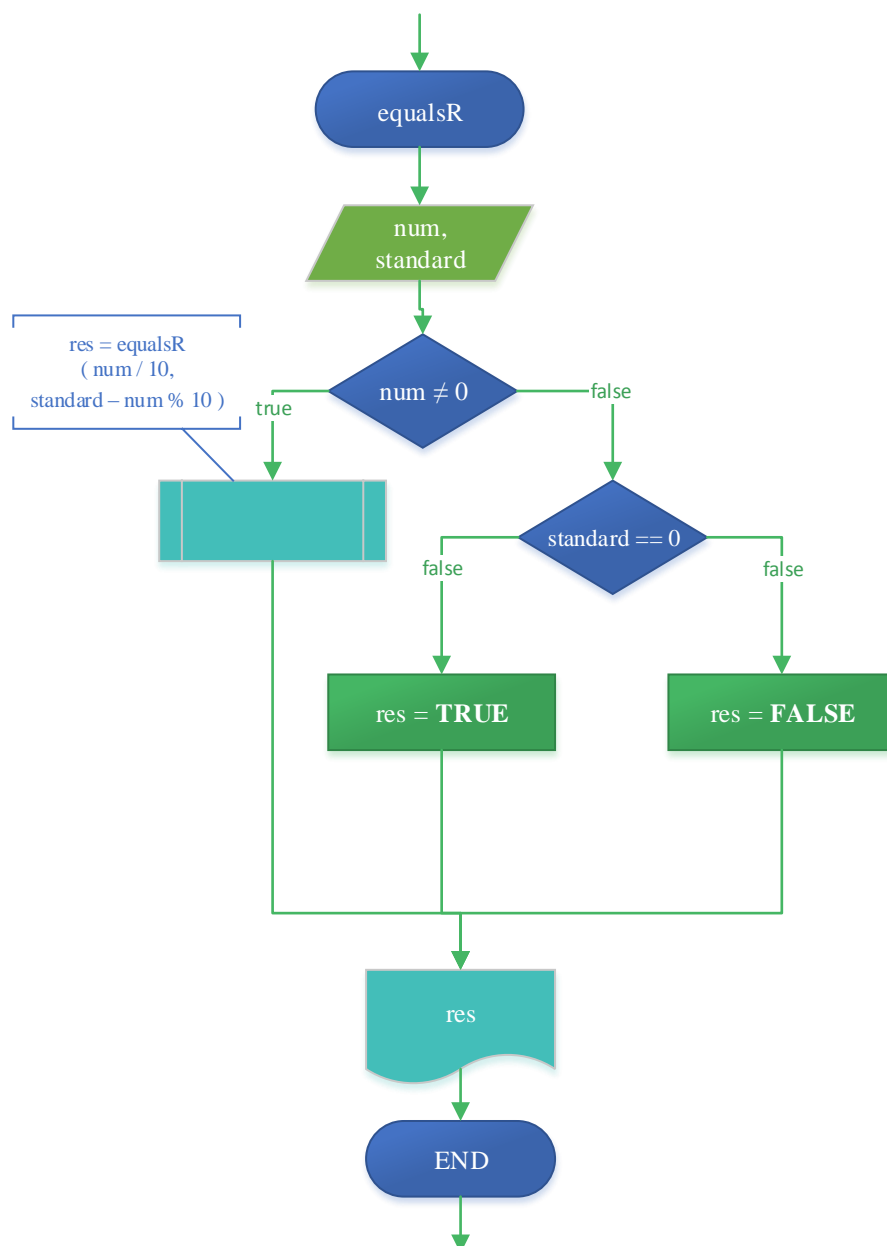 equalsR
num,
standard
res = equalsR
( num / 10,
standard – num % 10 )
num ≠ 0
true
false
standard == 0
false
false
res = TRUE
res = FALSE
res
END